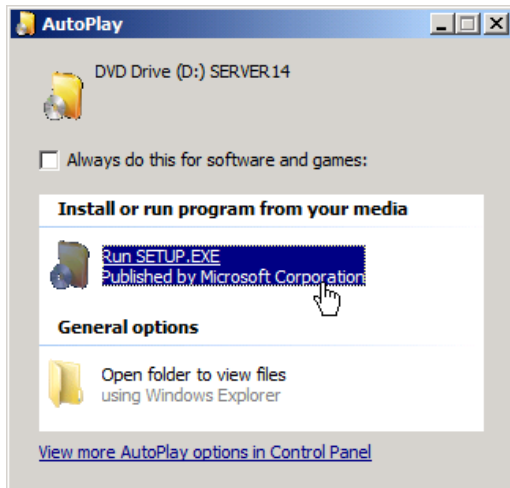 AutoPlay
DVD Drive (D:) SERVER14
Always do this for software and games:
Install or run program from your media
Run SETUP.EXE
Published by Microsoft Corporation
General options
Open folder to view files
using Windows Explorer
View more AutoPlay options in Control Panel